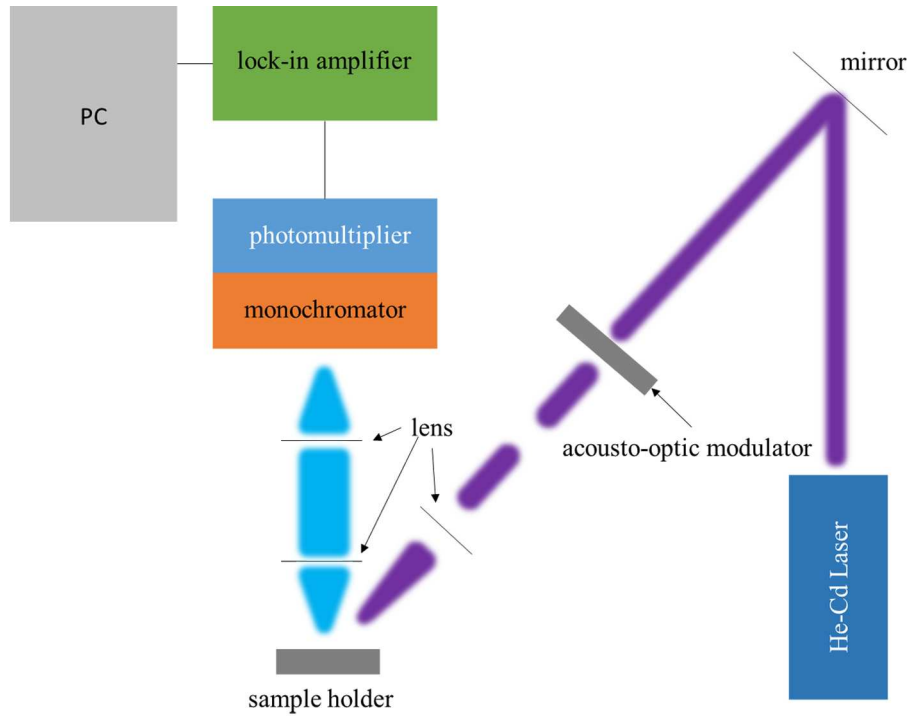 lock-in amplifier
mirror
PC
photomultiplier
monochromator
lens
acousto-optic modulator
He-Cd Laser
sample holder